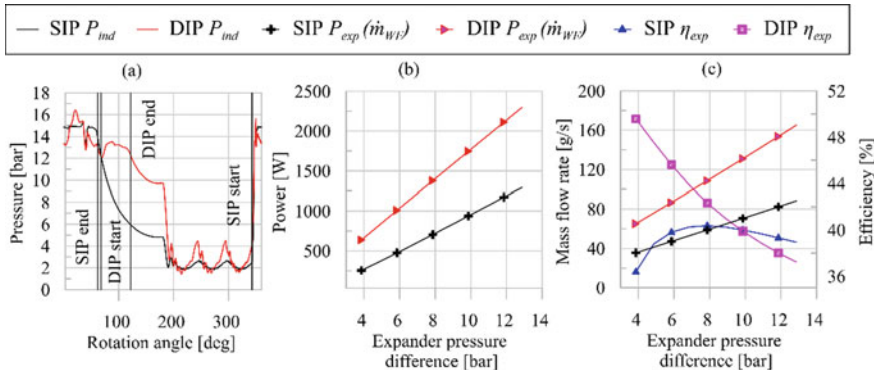 SIP P_ind DIP P_ind SIP P_exp (ṁ_WF) DIP P_exp (ṁ_WF) SIP η_exp DIP η_exp
(a) (b) (c)
Pressure [bar]
18
16
14
12
10
8
6
4
2
0
SIP end
DIP start
DIP end
SIP start
100 200 300
Rotation angle [deg]
Power [W]
2500
2000
1500
1000
500
4 6 8 10 12 14
Expander pressure
difference [bar]
Mass flow rate [g/s]
200
160
120
80
40
0
4 6 8 10 12 14
Expander pressure
difference [bar]
52
48
44
40
36
Efficiency [%]